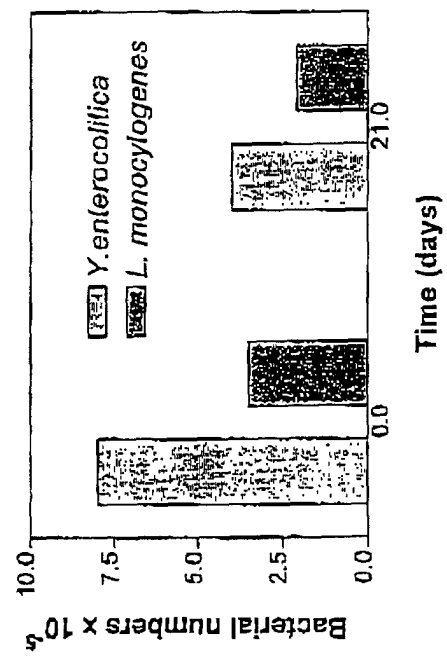 Bacterial numbers x 10⁻⁵
10.0
7.5
5.0
2.5
0.0
Y.enterocolitica
L. monocylogenes
0.0
21.0
Time (days)